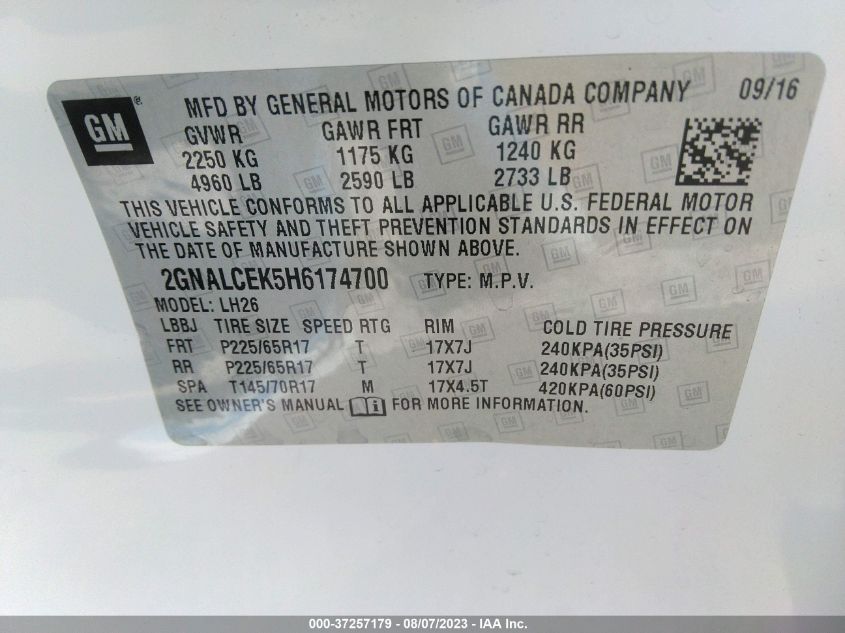 GM
MFD BY GENERAL MOTORS OF CANADA COMPANY 09/16
GVWR GAWR FRT GAWR RR
2250 KG 1175 KG 1240 KG
4960 LB 2590 LB 2733 LB
THIS VEHICLE CONFORMS TO ALL APPLICABLE U.S. FEDERAL MOTOR
VEHICLE SAFETY AND THEFT PREVENTION STANDARDS IN EFFECT ON
THE DATE OF MANUFACTURE SHOWN ABOVE.
2GNALCEK5H6174700 TYPE: M.P.V.
MODEL: LH26
LBBJ TIRE SIZE SPEED RTG RIM COLD TIRE PRESSURE
FRT P225/65R17 T 17X7J 240KPA(35PSI)
RR P225/65R17 T 17X7J 240KPA(35PSI)
SPA T145/70R17 M 17X4.5T 420KPA(60PSI)
SEE OWNER'S MANUAL FOR MORE INFORMATION.
000-37257179 — 08/07/2023 — IAA Inc.